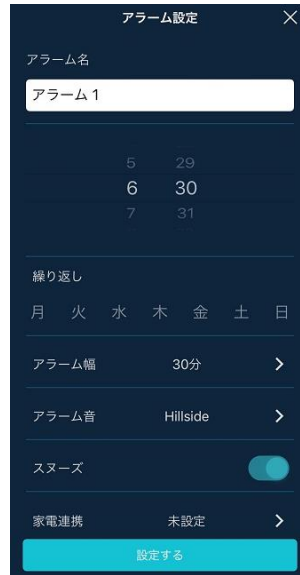 アラーム設定
アラーム名
アラーム 1
5 29
6 30
7 31
繰り返し
月 火 水 木 金 土 日
アラーム幅 30分
アラーム音 Hillside
スヌーズ
家電連携 未設定
設定する